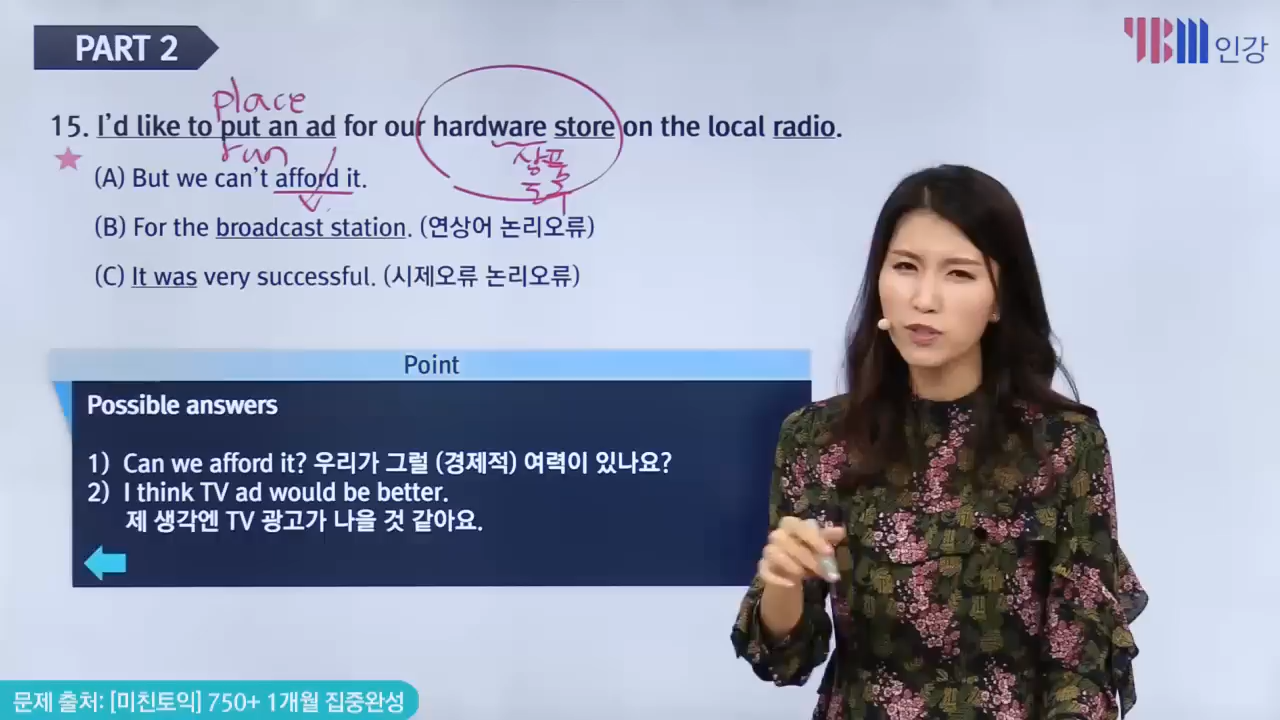 PART 2
YBM 인강
place
15. I'd like to put an ad for our hardware store on the local radio.
run
상품
(A) But we can't afford it.
(B) For the broadcast station. (연상어 논리오류)
(C) It was very successful. (시제오류 논리오류)
Point
Possible answers
1) Can we afford it? 우리가 그럴 (경제적) 여력이 있나요?
2) I think TV ad would be better.
제 생각엔 TV 광고가 나을 것 같아요.
문제 출처: [미친토익] 750+ 1개월 집중완성